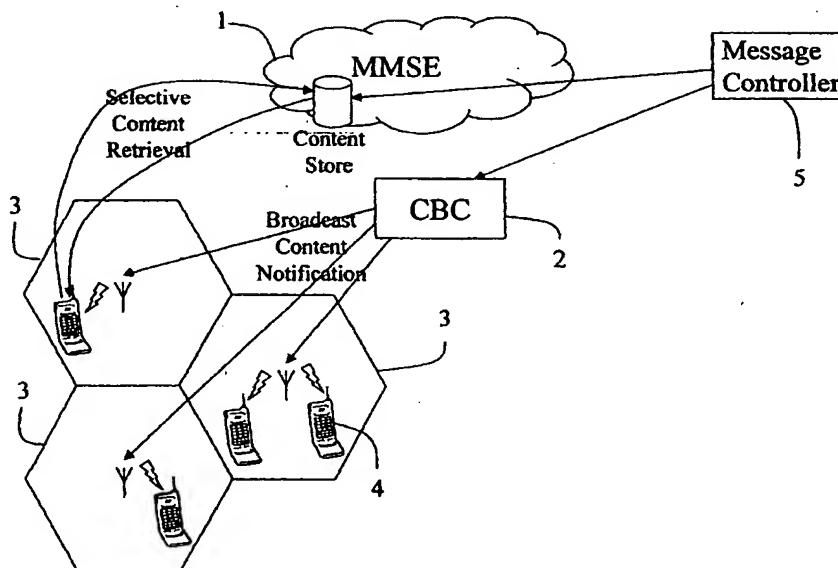 1
MMSE
Message
Controller
Selective
Content
Retrieval
Content
Store
5
3
CBC
Broadcast
Content
Notification
2
3
3
4